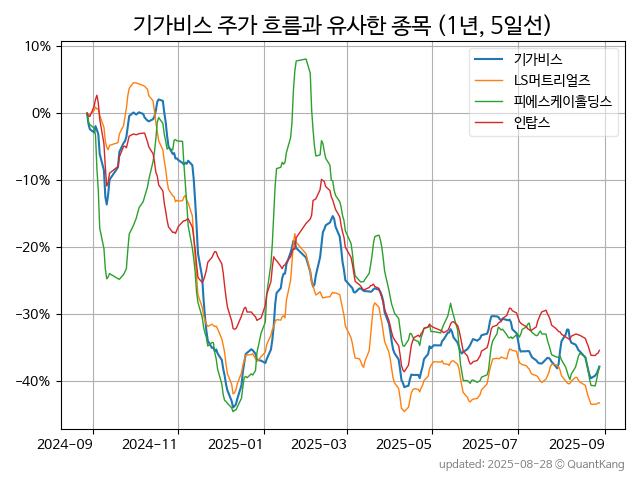 기가비스 주가 흐름과 유사한 종목 (1년, 5일선)
기가비스
LS머트리얼즈
피에스케이홀딩스
인탑스
10%
0%
−10%
−20%
−30%
−40%
2024-09 2024-11 2025-01 2025-03 2025-05 2025-07 2025-09
updated: 2025-08-28 © QuantKang